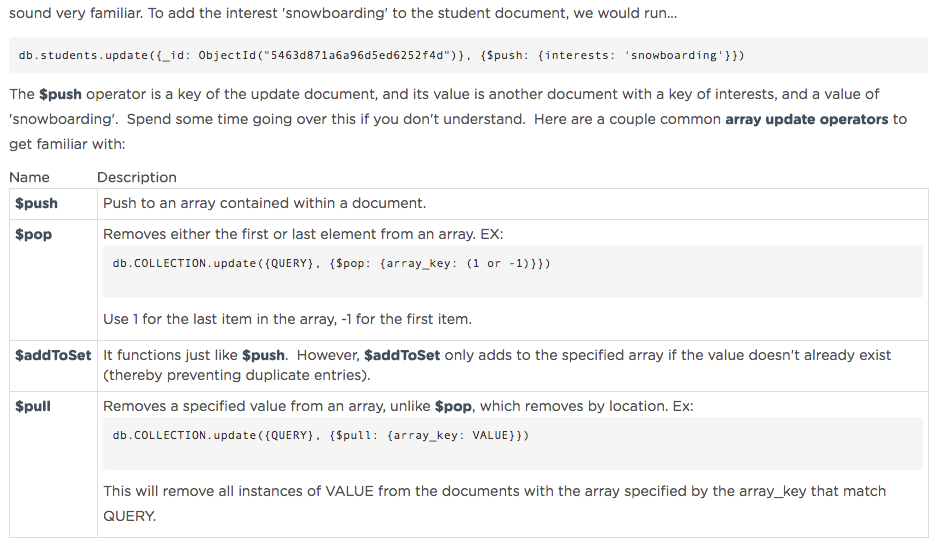 sound very familiar. To add the interest 'snowboarding' to the student document, we would run...
db.students.update({_id: ObjectId("5463d871a6a96d5ed6252f4d")}, {$push: {interests: 'snowboarding'}})
The $push operator is a key of the update document, and its value is another document with a key of interests, and a value of
'snowboarding'.  Spend some time going over this if you don't understand.  Here are a couple common array update operators to
get familiar with:
Name Description
$push Push to an array contained within a document.
$pop Removes either the first or last element from an array. EX:
db.COLLECTION.update({QUERY}, {$pop: {array_key: (1 or -1)}})
Use 1 for the last item in the array, -1 for the first item.
$addToSet It functions just like $push.  However, $addToSet only adds to the specified array if the value doesn't already exist
(thereby preventing duplicate entries).
$pull Removes a specified value from an array, unlike $pop, which removes by location. Ex:
db.COLLECTION.update({QUERY}, {$pull: {array_key: VALUE}})
This will remove all instances of VALUE from the documents with the array specified by the array_key that match
QUERY.